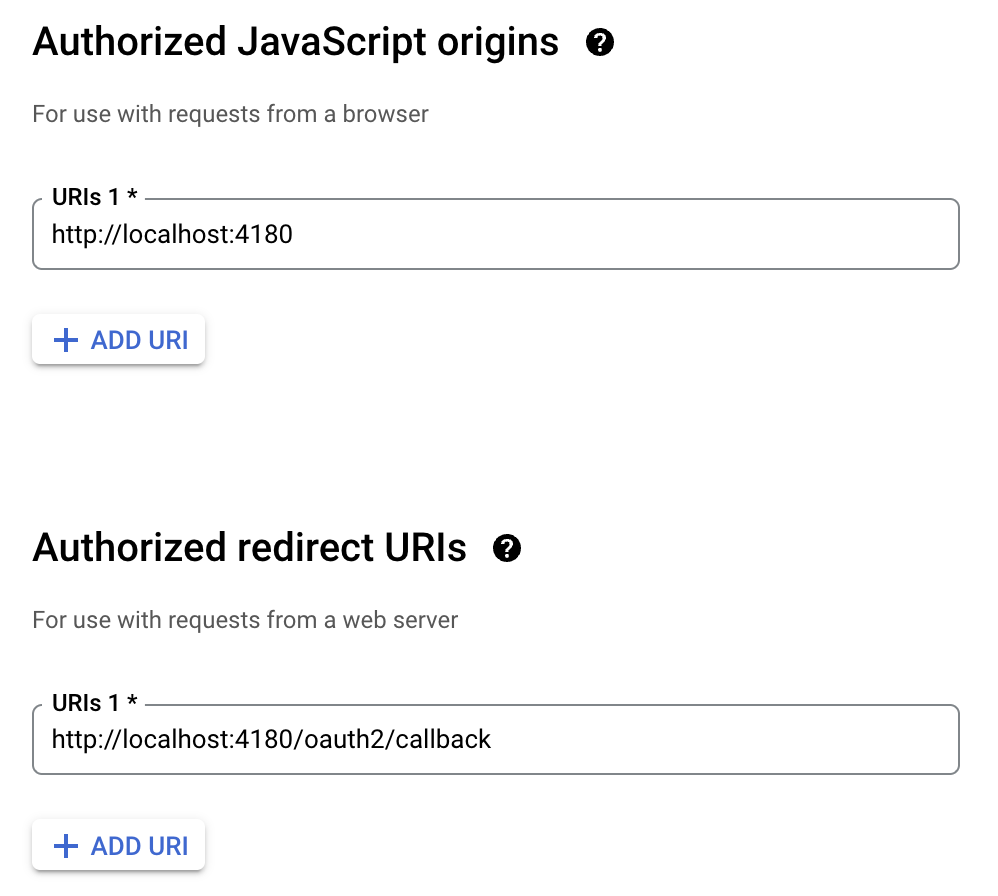 Authorized JavaScript origins
For use with requests from a browser
URIs 1 *
http://localhost:4180
ADD URI
Authorized redirect URIs
For use with requests from a web server
URIs 1 *
http://localhost:4180/oauth2/callback
ADD URI